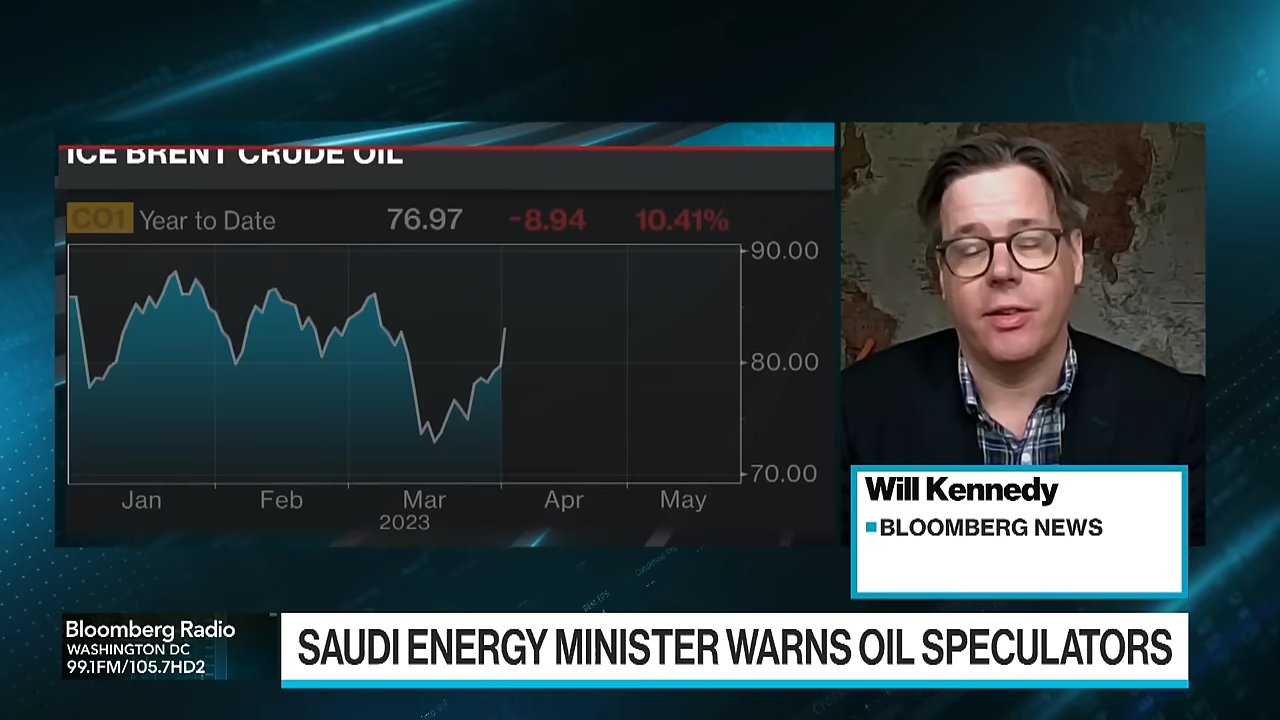 ICE BRENT CRUDE OIL
CO1 Year to Date 76.97 -8.94 10.41%
90.00
80.00
70.00
Jan Feb Mar Apr May
2023
Will Kennedy
BLOOMBERG NEWS
Bloomberg Radio
WASHINGTON DC
99.1FM/105.7HD2
SAUDI ENERGY MINISTER WARNS OIL SPECULATORS